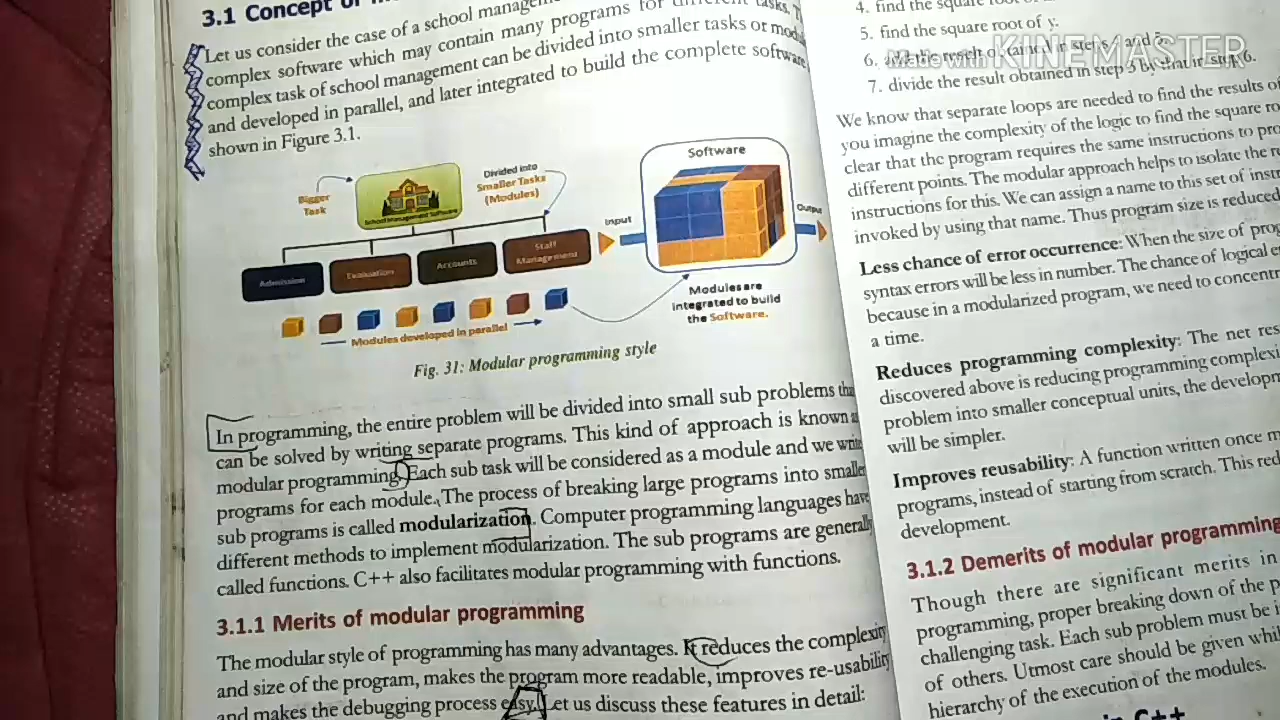 3.1 Concept of
Let us consider the case of a school
complex software which may contain many programs for different tasks.
complex task of school management can be divided into smaller tasks or
and developed in parallel, and later integrated to build the complete software
shown in Figure 3.1.
Bigger
Task
School Management Software
Divided into
Smaller Tasks
(Modules)
Admission
Evaluation
Accounts
Staff
Management
Input
Software
Output
Modules developed in parallel
Modules are
integrated to build
the Software.
Fig. 31: Modular programming style
In programming, the entire problem will be divided into small sub problems
can be solved by writing separate programs. This kind of approach is known
modular programming. Each sub task will be considered as a module and we
programs for each module. The process of breaking large programs into smaller
sub programs is called modularization. Computer programming languages have
different methods to implement modularization. The sub programs are generally
called functions. C++ also facilitates modular programming with functions.
3.1.1 Merits of modular programming
The modular style of programming has many advantages. It reduces the complexity
and size of the program, makes the program more readable, improves re-usability
and makes the debugging process easy. Let us discuss these features in detail:
4. find the square root of
5. find the square root of y.
6. add the result obtained in step and
7. divide the result obtained in step 3 by that in step 6.
Made with KINEMASTER
We know that separate loops are needed to find the results of
you imagine the complexity of the logic to find the square
clear that the program requires the same instructions to
different points. The modular approach helps to isolate the
instructions for this. We can assign a name to this set of
invoked by using that name. Thus program size is reduced
Less chance of error occurrence: When the size of
syntax errors will be less in number. The chance of logical
because in a modularized program, we need to
a time.
Reduces programming complexity: The net
discovered above is reducing programming
problem into smaller conceptual units, the
will be simpler.
Improves reusability: A function written once
programs, instead of starting from scratch. This
development.
3.1.2 Demerits of modular programming
Though there are significant merits in
programming, proper breaking down of the
challenging task. Each sub problem must be
of others. Utmost care should be given
hierarchy of the execution of the modules.
C++